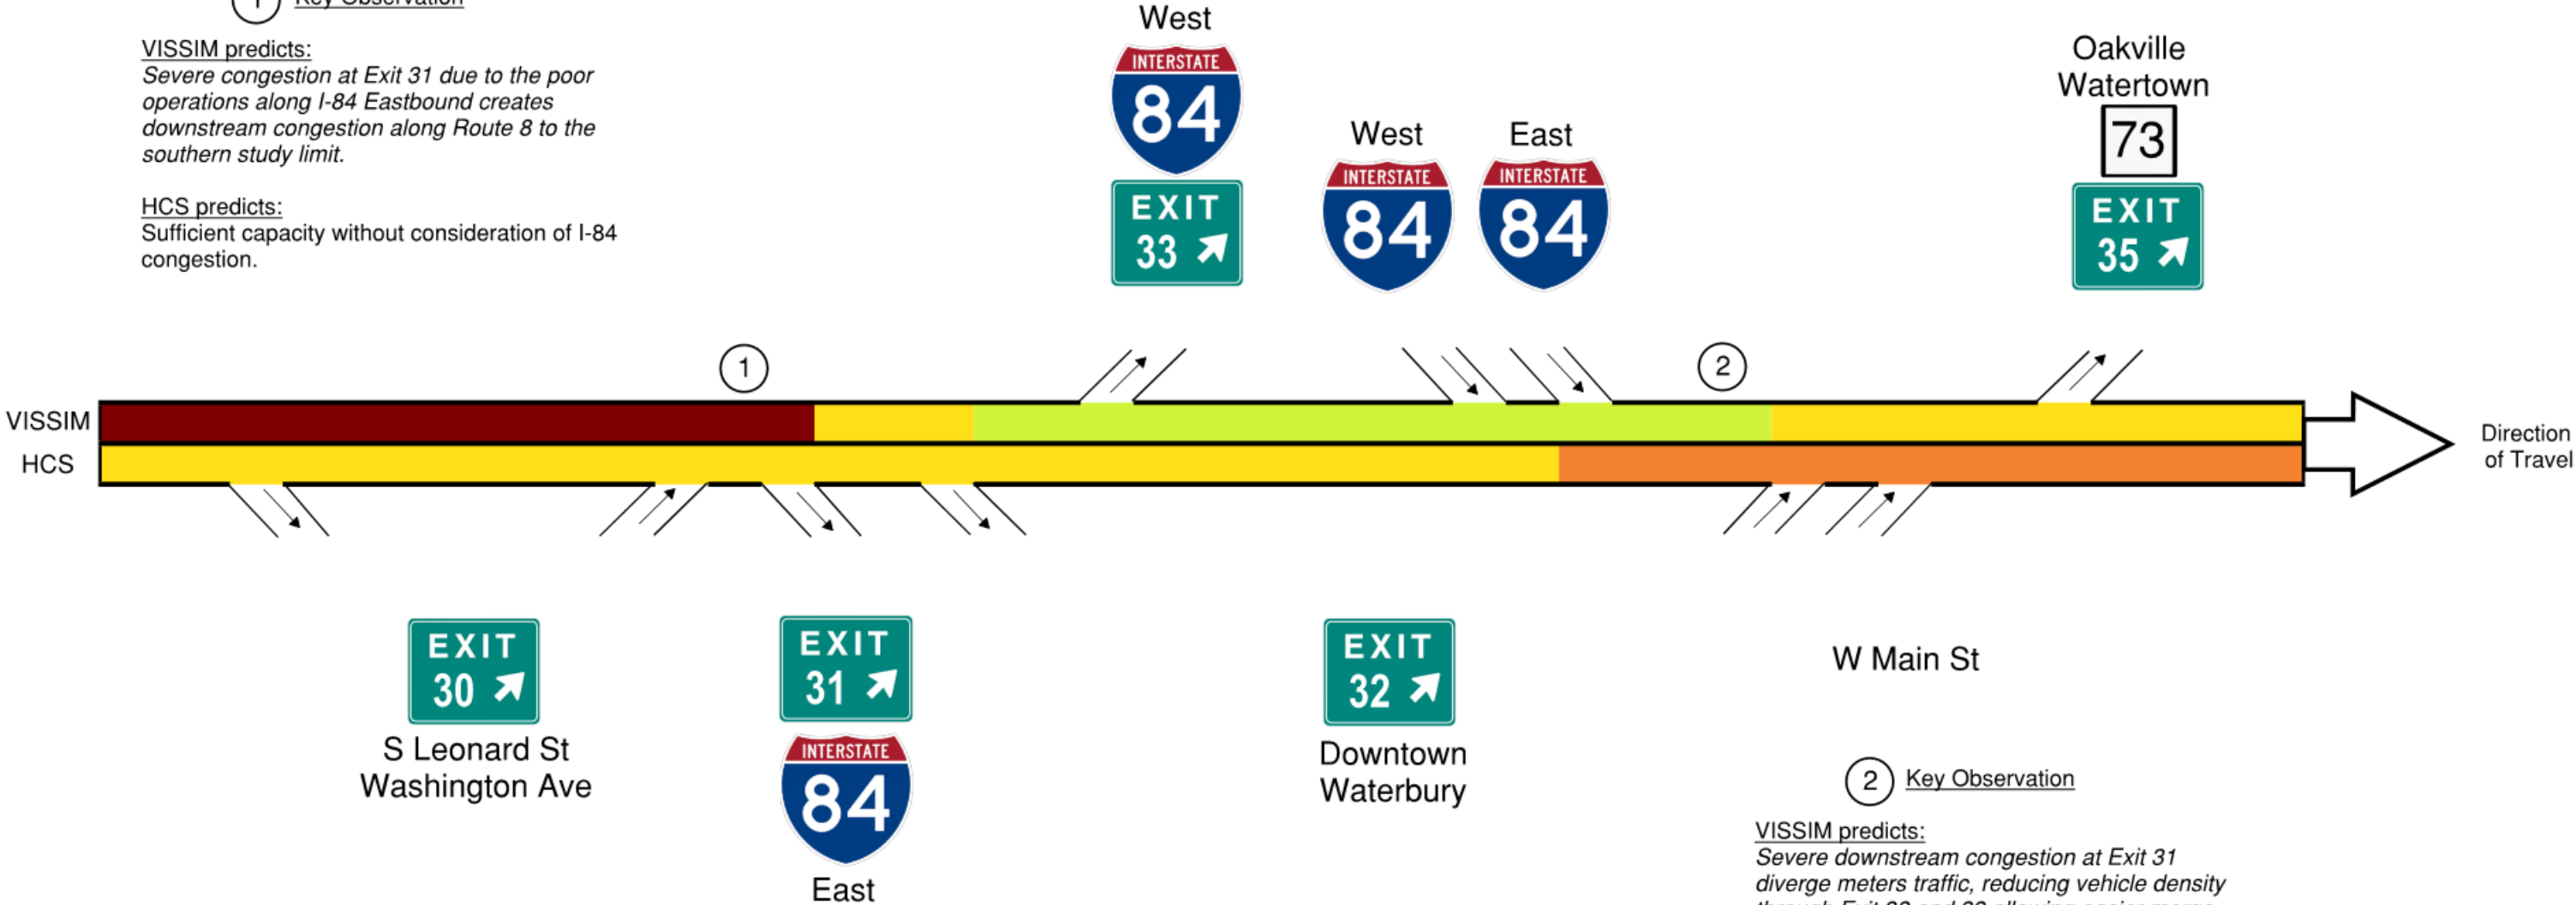 1 Key Observation
VISSIM predicts:
Severe congestion at Exit 31 due to the poor
operations along I-84 Eastbound creates
downstream congestion along Route 8 to the
southern study limit.
HCS predicts:
Sufficient capacity without consideration of I-84
congestion.
West
INTERSTATE
84
EXIT
33
West
INTERSTATE
84
East
INTERSTATE
84
Oakville
Watertown
73
EXIT
35
1
2
VISSIM
HCS
Direction
of Travel
EXIT
30
S Leonard St
Washington Ave
EXIT
31
INTERSTATE
84
East
EXIT
32
Downtown
Waterbury
W Main St
2 Key Observation
VISSIM predicts:
Severe downstream congestion at Exit 31
diverge meters traffic, reducing vehicle density